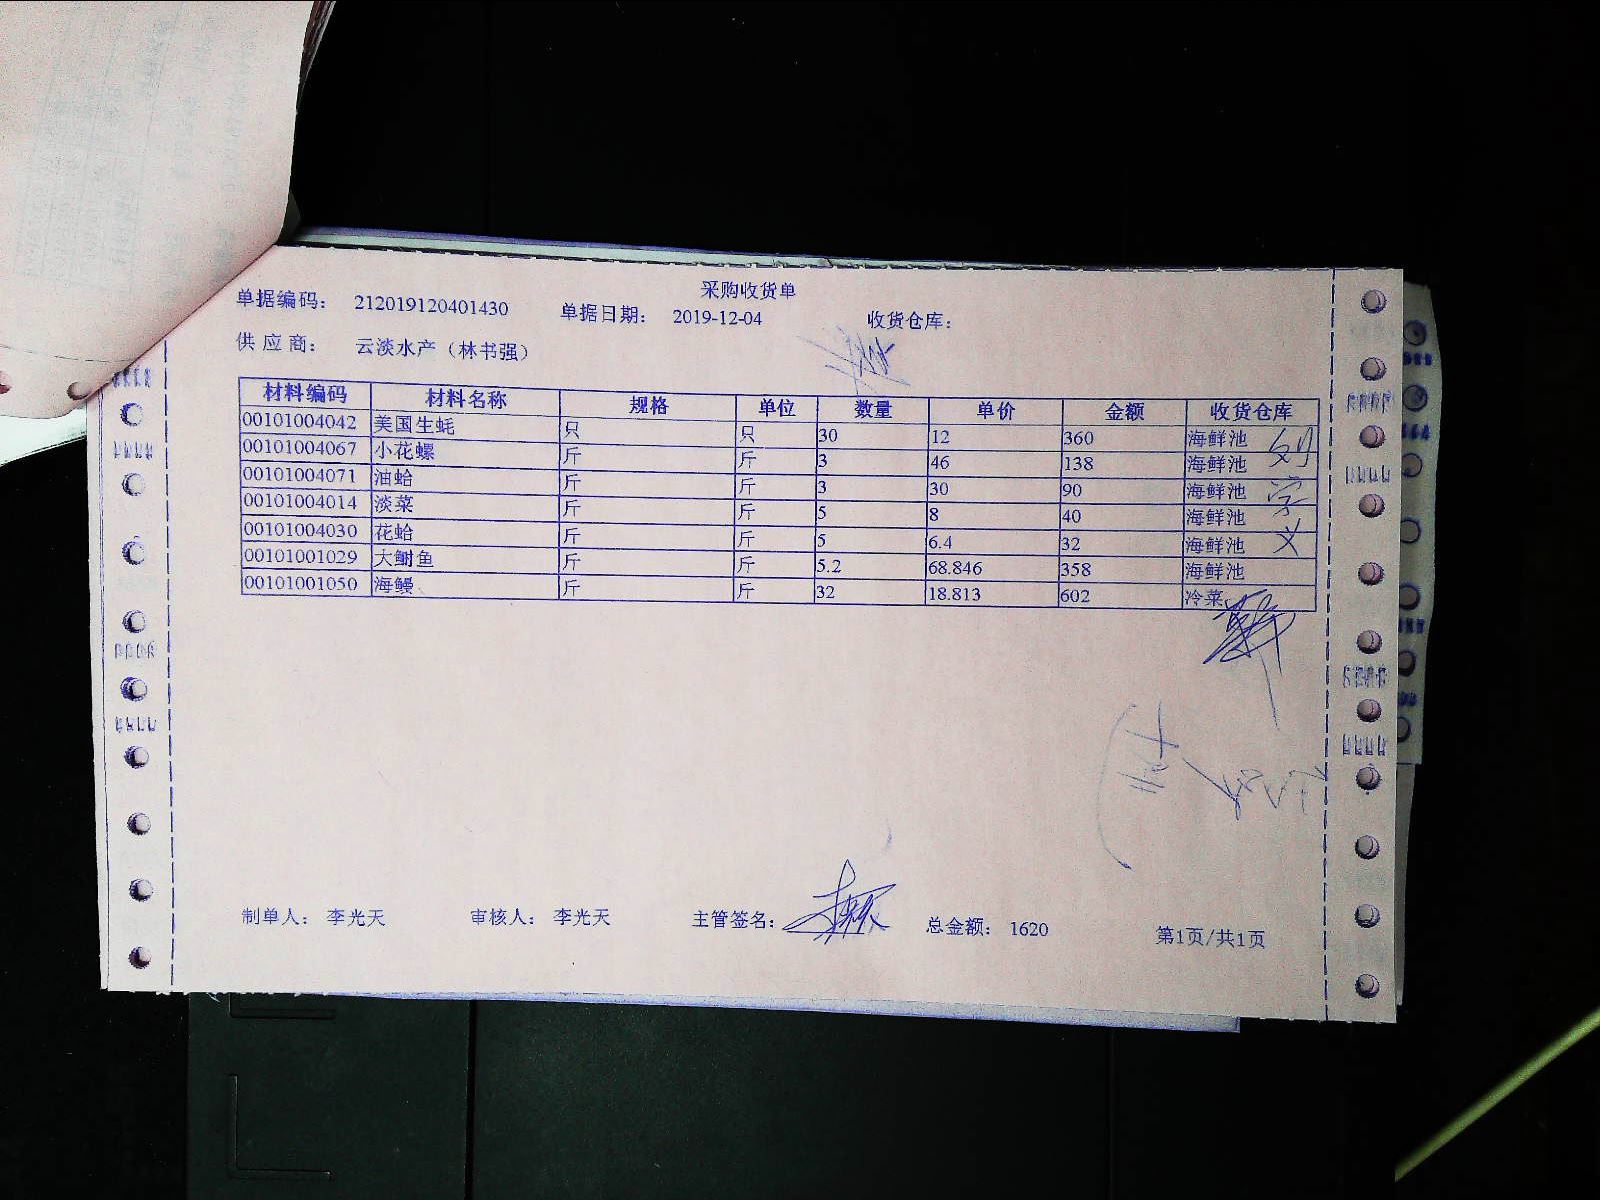 采购收货单
单据编码： 212019120401430 单据日期： 2019-12-04 收货仓库：
供应商： 云淡水产（林书强）
材料编码 材料名称 规格 单位 数量 单价 金额 收货仓库
00101004042 美国生蚝 只 只 30 12 360 海鲜池
00101004067 小花螺 斤 斤 3 46 138 海鲜池
00101004071 油蛤 斤 斤 3 30 90 海鲜池
00101004014 淡菜 斤 斤 5 8 40 海鲜池
00101004030 花蛤 斤 斤 5 6.4 32 海鲜池
00101001029 大鲥鱼 斤 斤 5.2 68.846 358 海鲜池
00101001050 海鳗 斤 斤 32 18.813 602 冷菜
制单人： 李光天 审核人： 李光天 主管签名： 总金额： 1620 第1页/共1页